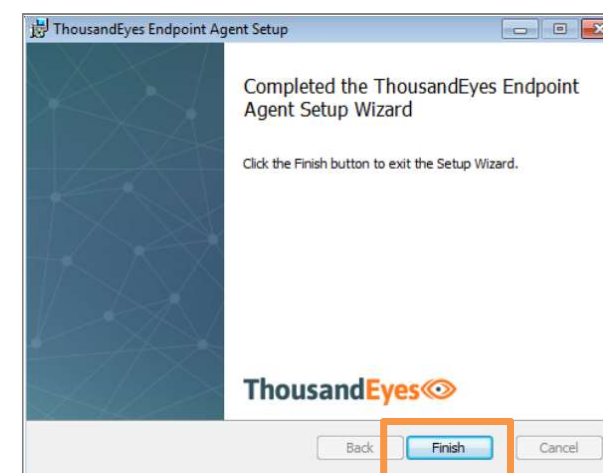 ThousandEyes Endpoint Agent Setup
Completed the ThousandEyes Endpoint
Agent Setup Wizard
Click the Finish button to exit the Setup Wizard.
ThousandEyes
Back Finish Cancel